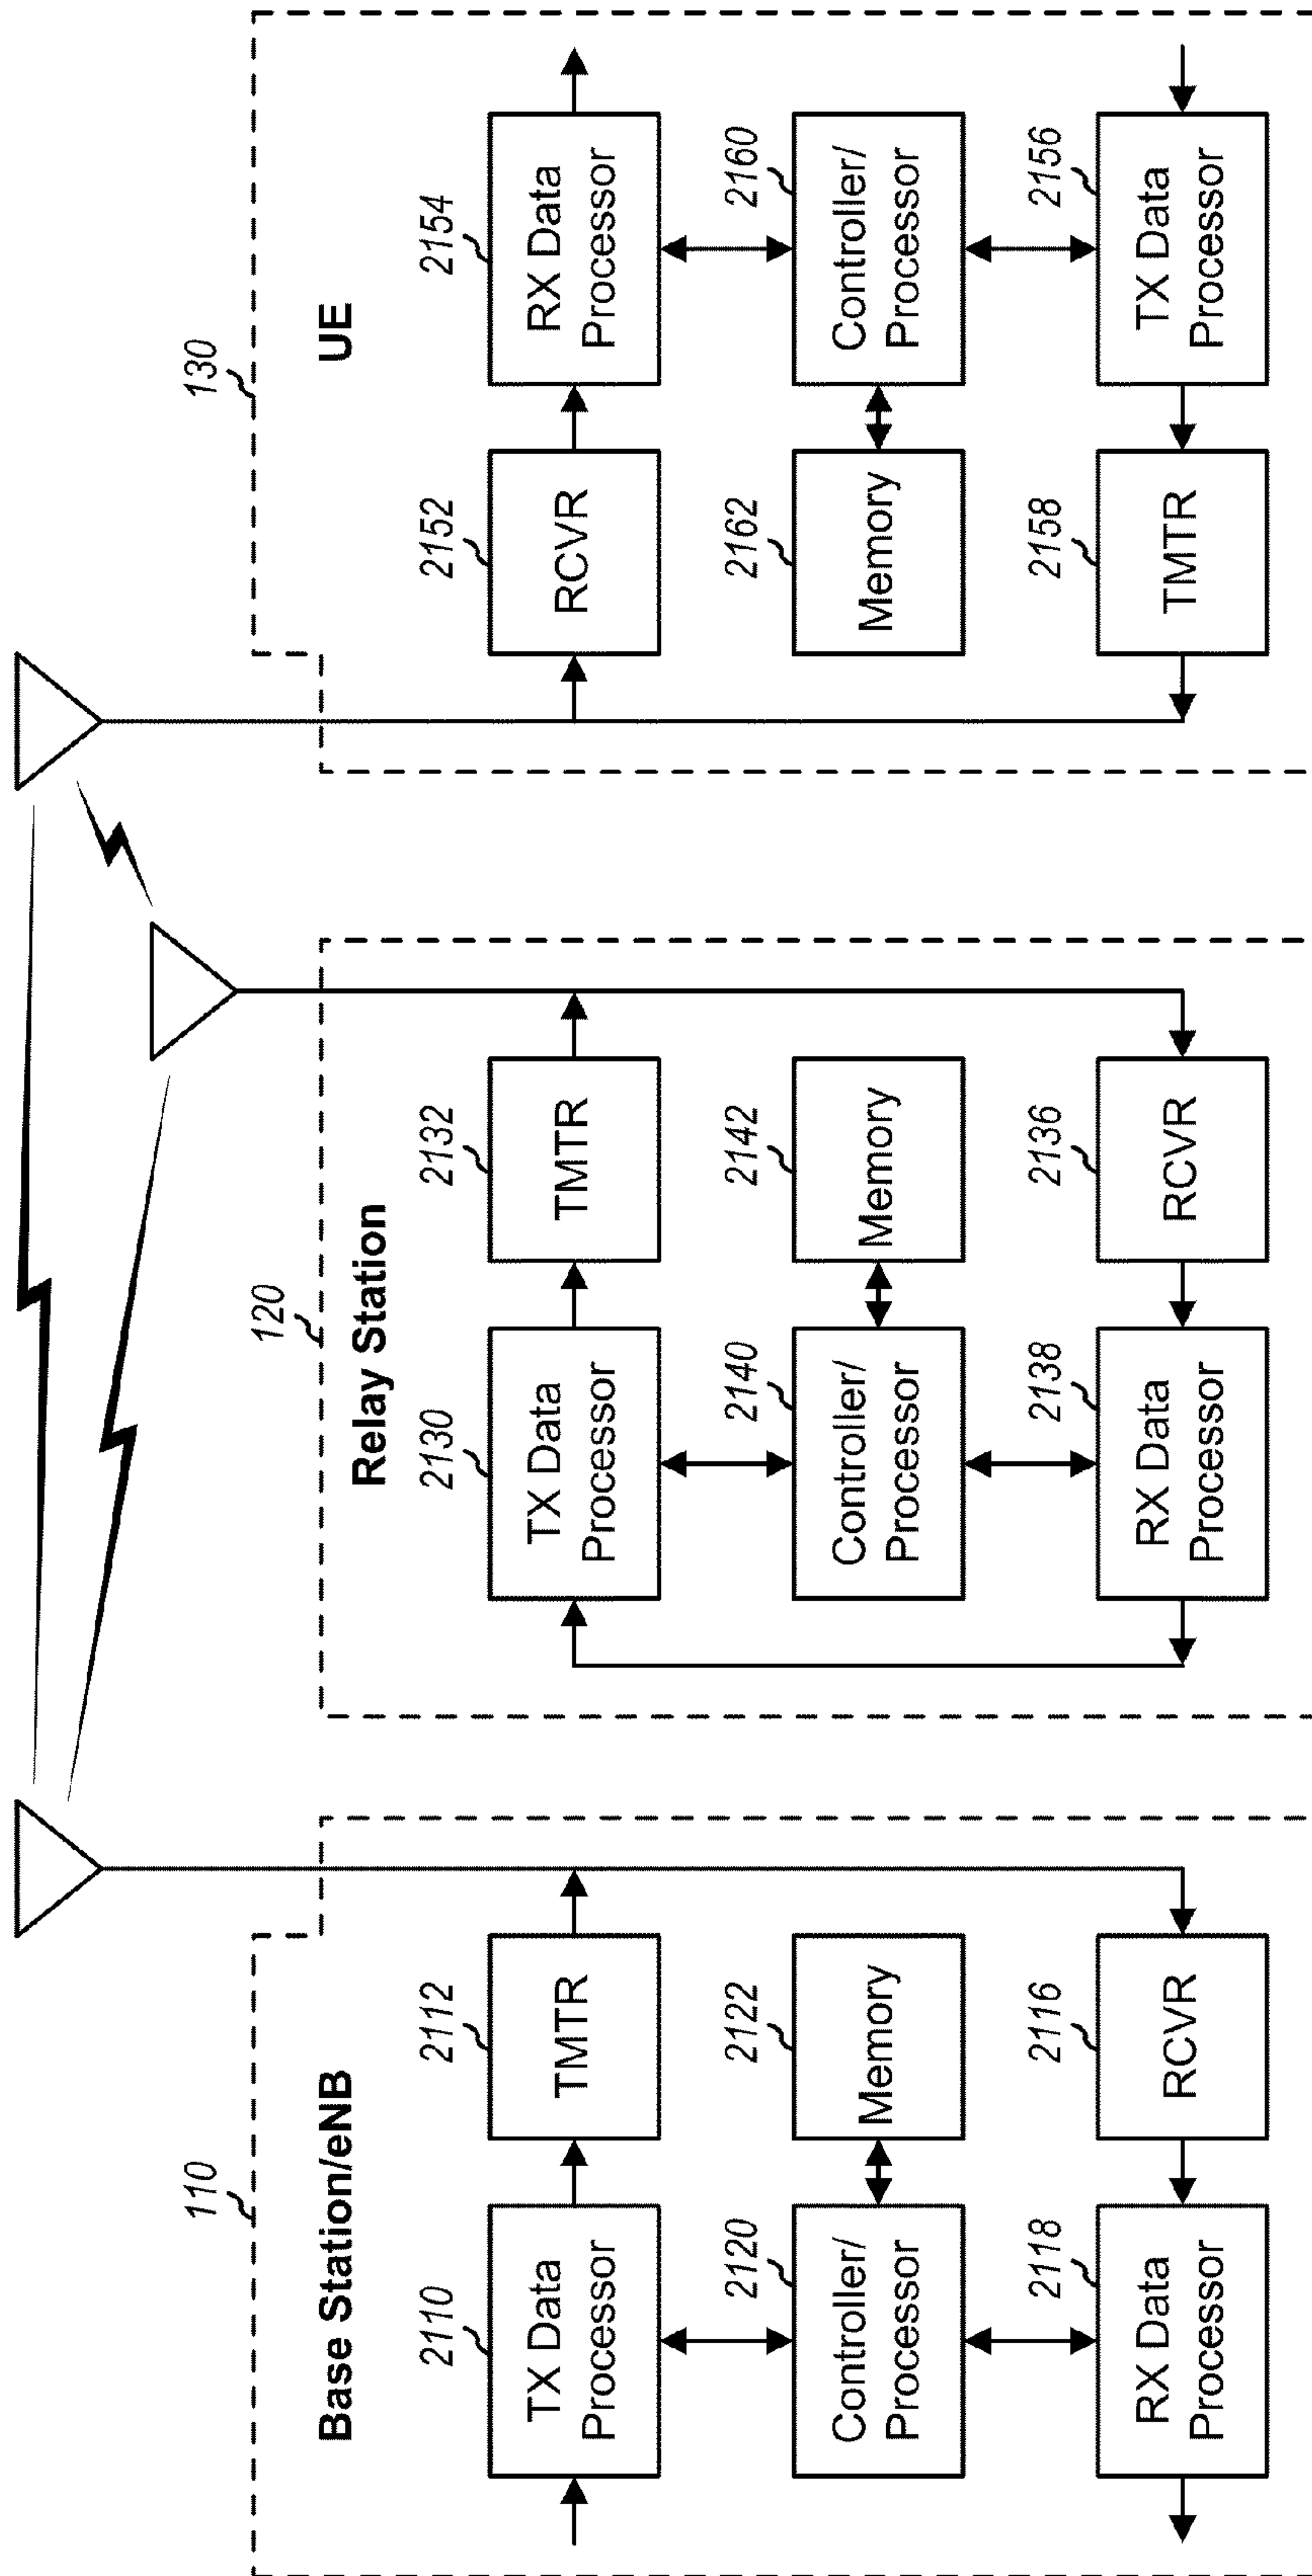 110
Base Station/eNB
2110
TX Data
Processor
2112
TMTR
2120
Controller/
Processor
2122
Memory
2118
RX Data
Processor
2116
RCVR
120
Relay Station
2130
TX Data
Processor
2132
TMTR
2140
Controller/
Processor
2142
Memory
2138
RX Data
Processor
2136
RCVR
130
UE
2152
RCVR
2154
RX Data
Processor
2162
Memory
2160
Controller/
Processor
2158
TMTR
2156
TX Data
Processor